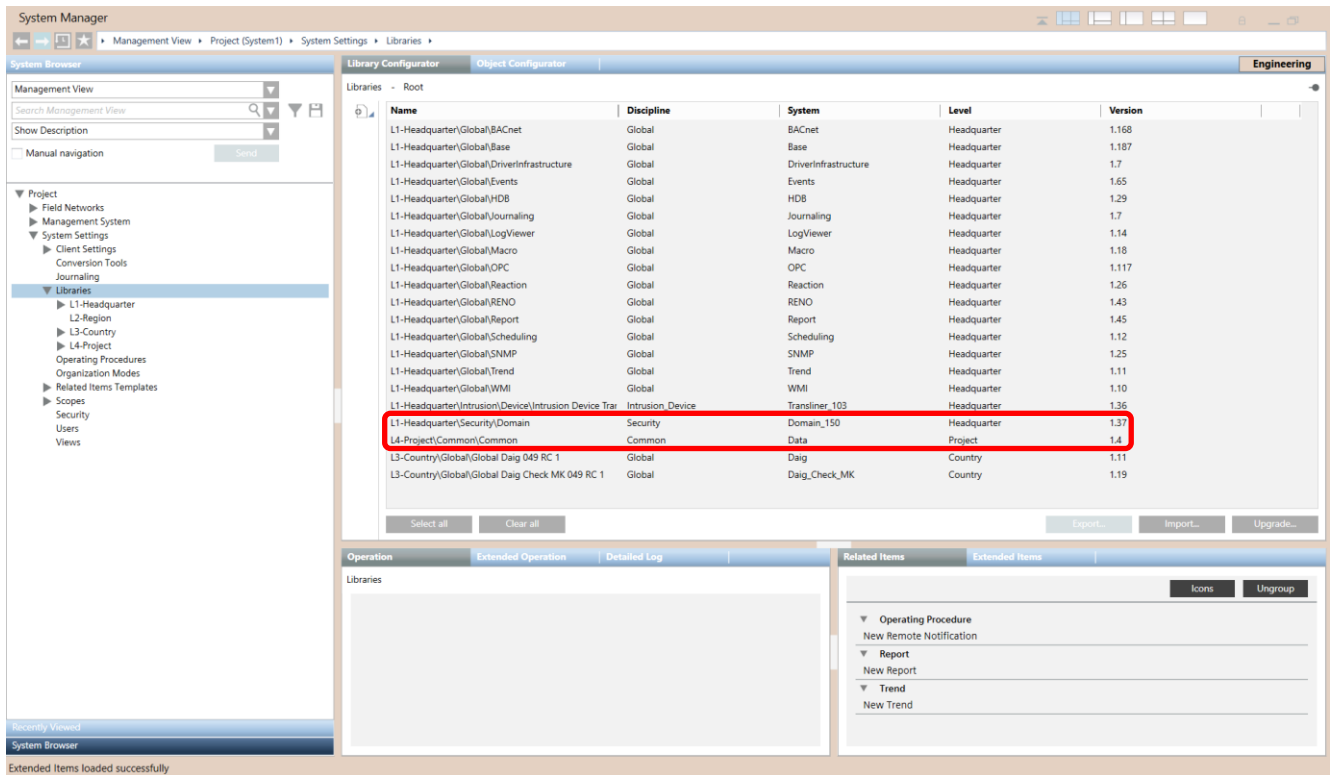 System Manager
Management View Project (System1) System Settings Libraries
System Browser
Management View
Search Management View
Show Description
Manual navigation Send
Project
Field Networks
Management System
System Settings
Client Settings
Conversion Tools
Journaling
Libraries
L1-Headquarter
L2-Region
L3-Country
L4-Project
Operating Procedures
Organization Modes
Related Items Templates
Scopes
Security
Users
Views
Recently Viewed
System Browser
Library Configurator Object Configurator Engineering
Libraries - Root
Name Discipline System Level Version
L1-Headquarter\Global\BACnet Global BACnet Headquarter 1.168
L1-Headquarter\Global\Base Global Base Headquarter 1.187
L1-Headquarter\Global\DriverInfrastructure Global DriverInfrastructure Headquarter 1.7
L1-Headquarter\Global\Events Global Events Headquarter 1.65
L1-Headquarter\Global\HDB Global HDB Headquarter 1.29
L1-Headquarter\Global\Journaling Global Journaling Headquarter 1.7
L1-Headquarter\Global\LogViewer Global LogViewer Headquarter 1.14
L1-Headquarter\Global\Macro Global Macro Headquarter 1.18
L1-Headquarter\Global\OPC Global OPC Headquarter 1.117
L1-Headquarter\Global\Reaction Global Reaction Headquarter 1.26
L1-Headquarter\Global\RENO Global RENO Headquarter 1.43
L1-Headquarter\Global\Report Global Report Headquarter 1.45
L1-Headquarter\Global\Scheduling Global Scheduling Headquarter 1.12
L1-Headquarter\Global\SNMP Global SNMP Headquarter 1.25
L1-Headquarter\Global\Trend Global Trend Headquarter 1.11
L1-Headquarter\Global\WMI Global WMI Headquarter 1.10
L1-Headquarter\Intrusion\Device\Intrusion Device Trar Intrusion_Device Transliner_103 Headquarter 1.36
L1-Headquarter\Security\Domain Security Domain_150 Headquarter 1.37
L4-Project\Common\Common Common Data Project 1.4
L3-Country\Global\Global Daig 049 RC 1 Global Daig Country 1.11
L3-Country\Global\Global Daig Check MK 049 RC 1 Global Daig_Check_MK Country 1.19
Select all Clear all Export... Import... Upgrade...
Operation Extended Operation Detailed Log
Libraries
Related Items Extended Items
Icons Ungroup
Operating Procedure
New Remote Notification
Report
New Report
Trend
New Trend
Extended Items loaded successfully